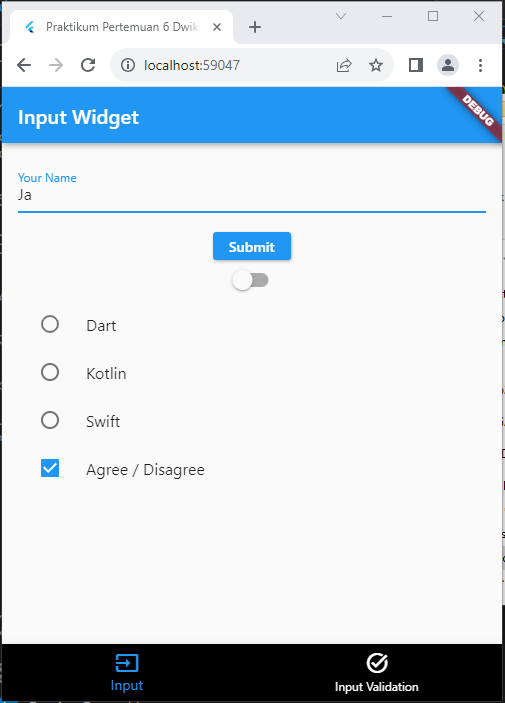 Praktikum Pertemuan 6 Dwik
localhost:59047
Input Widget
DEBUG
Your Name
Ja
Submit
Dart
Kotlin
Swift
Agree / Disagree
Input
Input Validation